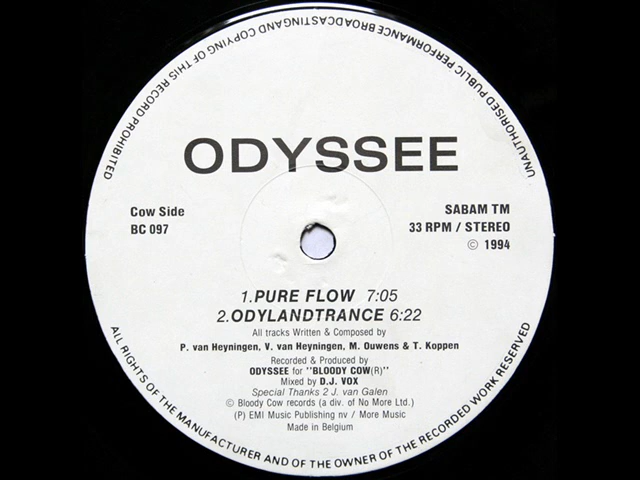 UNAUTHORISED PUBLIC PERFORMANCE BROADCASTING AND COPYING OF THIS RECORD PROHIBITED
ODYSSEE
Cow Side
BC 097
SABAM TM
33 RPM / STEREO
© 1994
1.PURE FLOW 7:05
2.ODYLANDTRANCE 6:22
All tracks Written & Composed by
P. van Heyningen, V. van Heyningen, M. Ouwens & T. Koppen
Recorded & Produced by
ODYSSEE for "BLOODY COW(R)"
Mixed by D.J. VOX
Special Thanks 2 J. van Galen
© Bloody Cow records (a div. of No More Ltd.)
(P) EMI Music Publishing nv / More Music
Made in Belgium
ALL RIGHTS OF THE MANUFACTURER AND OF THE OWNER OF THE RECORDED WORK RESERVED